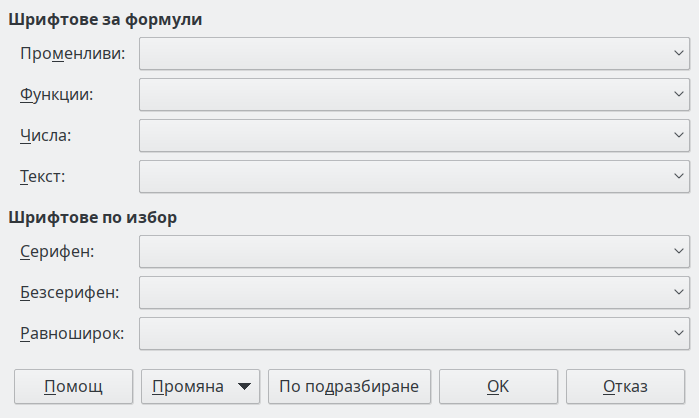 Шрифтове за формули
Променливи:
Функции:
Числа:
Текст:
Шрифтове по избор
Серифен:
Безсерифен:
Равноширок:
Помощ Промяна По подразбиране OK Отказ